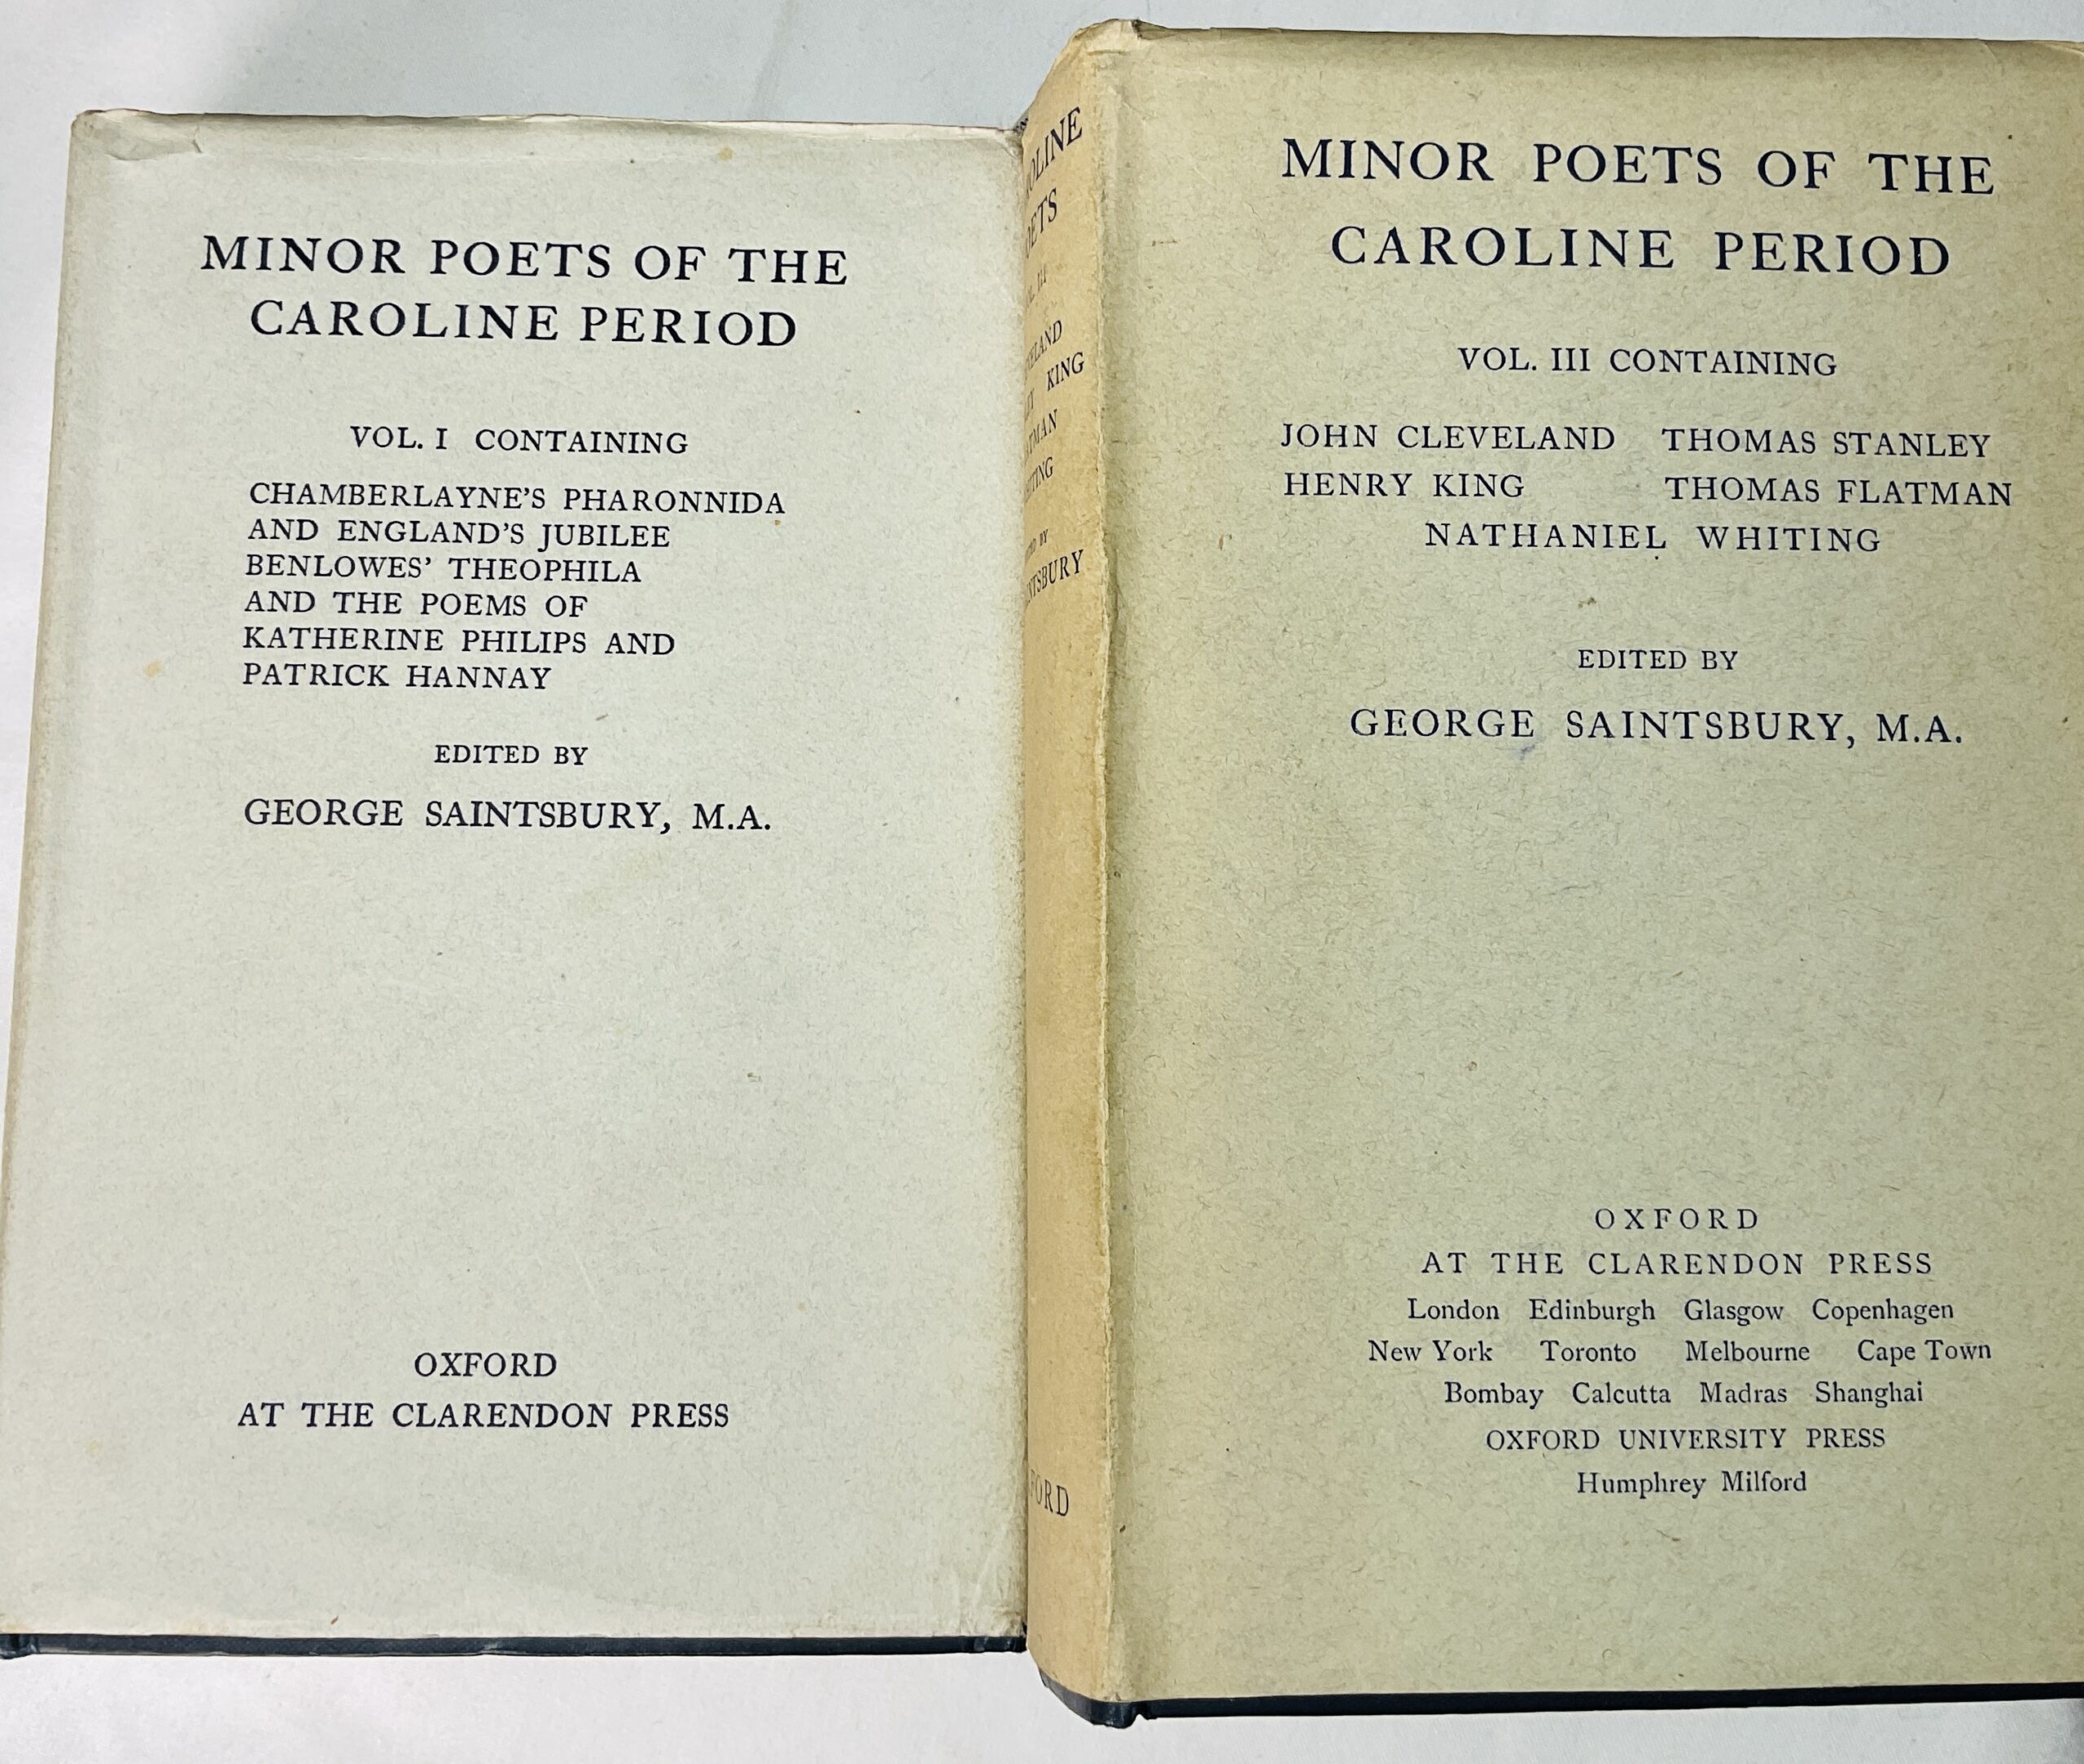 MINOR POETS OF THE
CAROLINE PERIOD
VOL. I CONTAINING
CHAMBERLAYNE'S PHARONNIDA
AND ENGLAND'S JUBILEE
BENLOWES' THEOPHILA
AND THE POEMS OF
KATHERINE PHILIPS AND
PATRICK HANNAY
EDITED BY
GEORGE SAINTSBURY, M.A.
OXFORD
AT THE CLARENDON PRESS
KING
BY
MINOR POETS OF THE
CAROLINE PERIOD
VOL. III CONTAINING
JOHN CLEVELAND THOMAS STANLEY
HENRY KING THOMAS FLATMAN
NATHANIEL WHITING
EDITED BY
GEORGE SAINTSBURY, M.A.
OXFORD
AT THE CLARENDON PRESS
London Edinburgh Glasgow Copenhagen
New York Toronto Melbourne Cape Town
Bombay Calcutta Madras Shanghai
OXFORD UNIVERSITY PRESS
Humphrey Milford